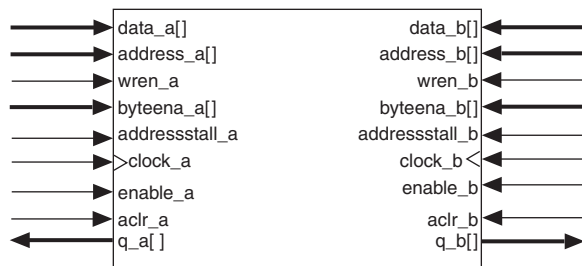 data_a[] data_b[]
address_a[] address_b[]
wren_a wren_b
byteena_a[] byteena_b[]
addressstall_a addressstall_b
clock_a clock_b
enable_a enable_b
aclr_a aclr_b
q_a[ ] q_b[]